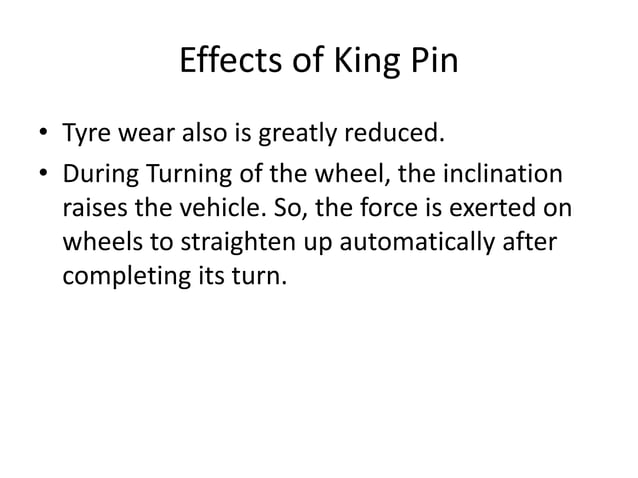 Effects of King Pin
• Tyre wear also is greatly reduced.
• During Turning of the wheel, the inclination
raises the vehicle. So, the force is exerted on
wheels to straighten up automatically after
completing its turn.